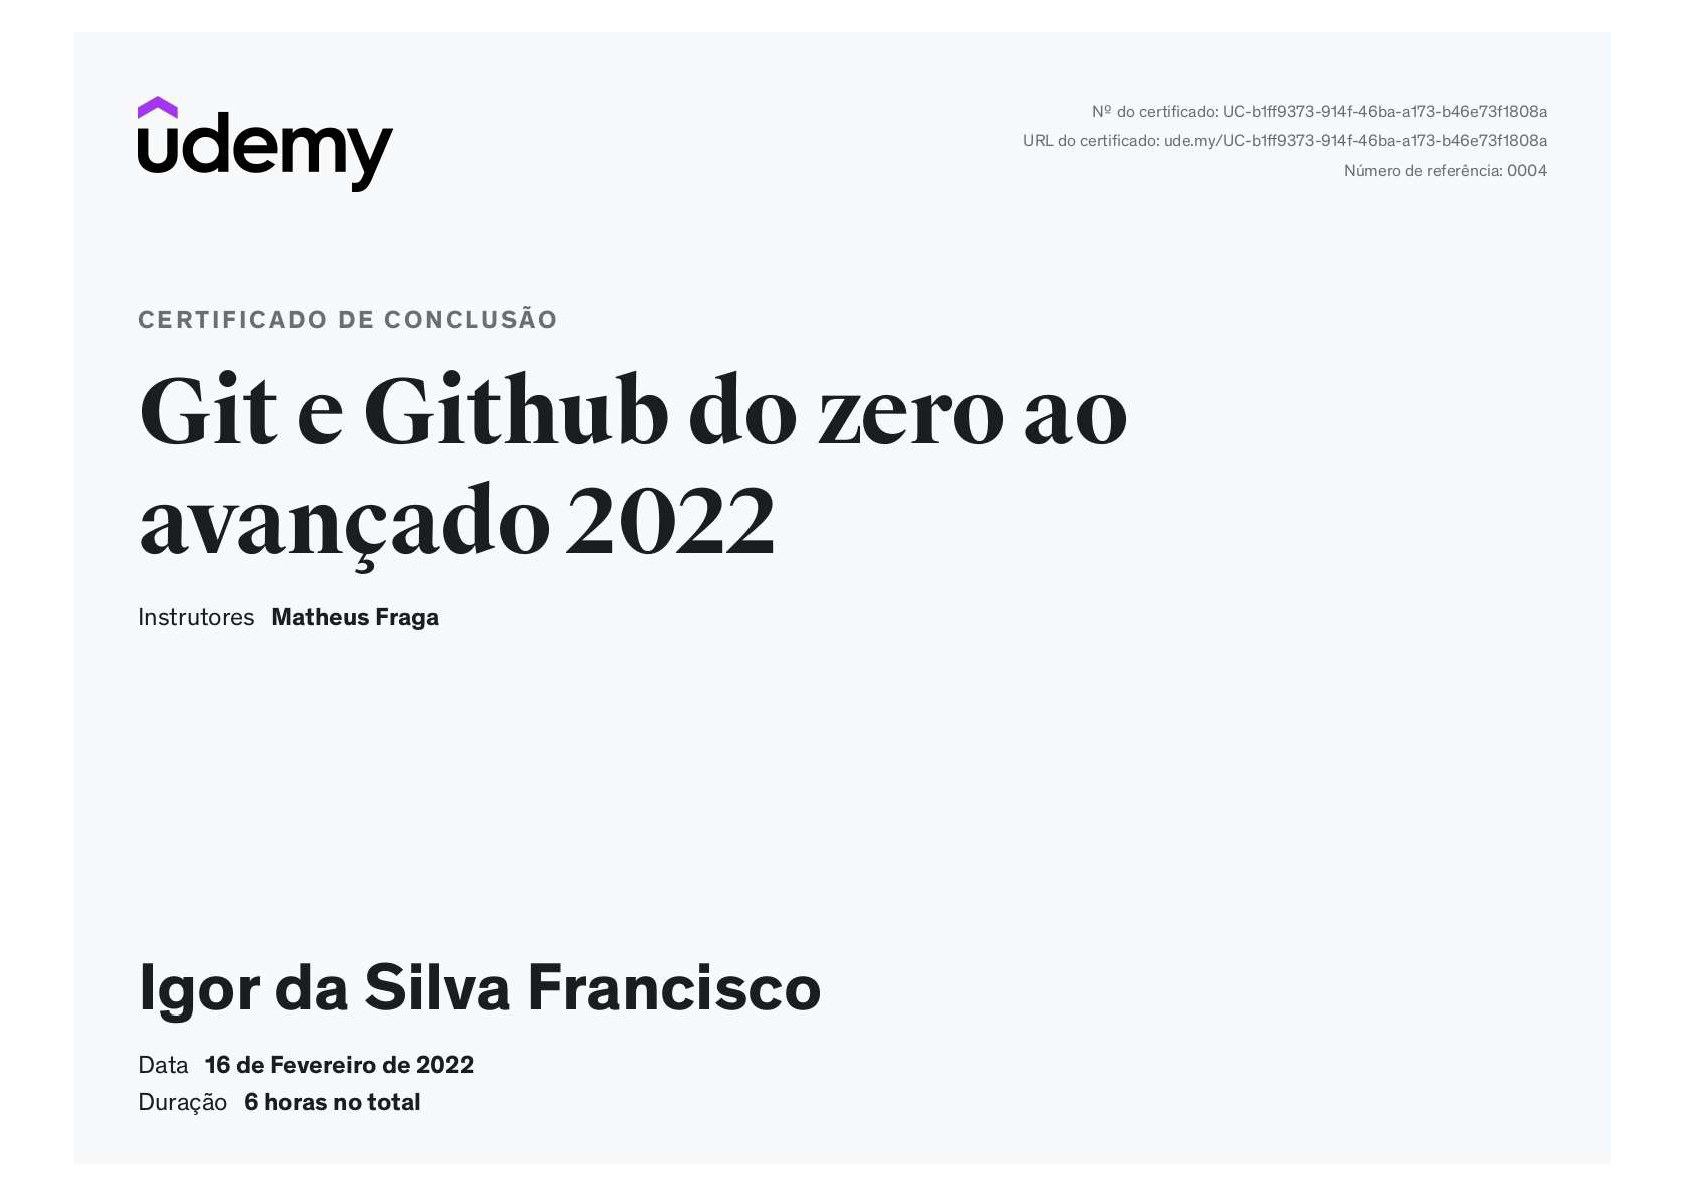 udemy
Nº do certificado: UC-b1ff9373-914f-46ba-a173-b46e73f1808a
URL do certificado: ude.my/UC-b1ff9373-914f-46ba-a173-b46e73f1808a
Número de referência: 0004
CERTIFICADO DE CONCLUSÃO
Git e Github do zero ao
avançado 2022
Instrutores Matheus Fraga
Igor da Silva Francisco
Data 16 de Fevereiro de 2022
Duração 6 horas no total